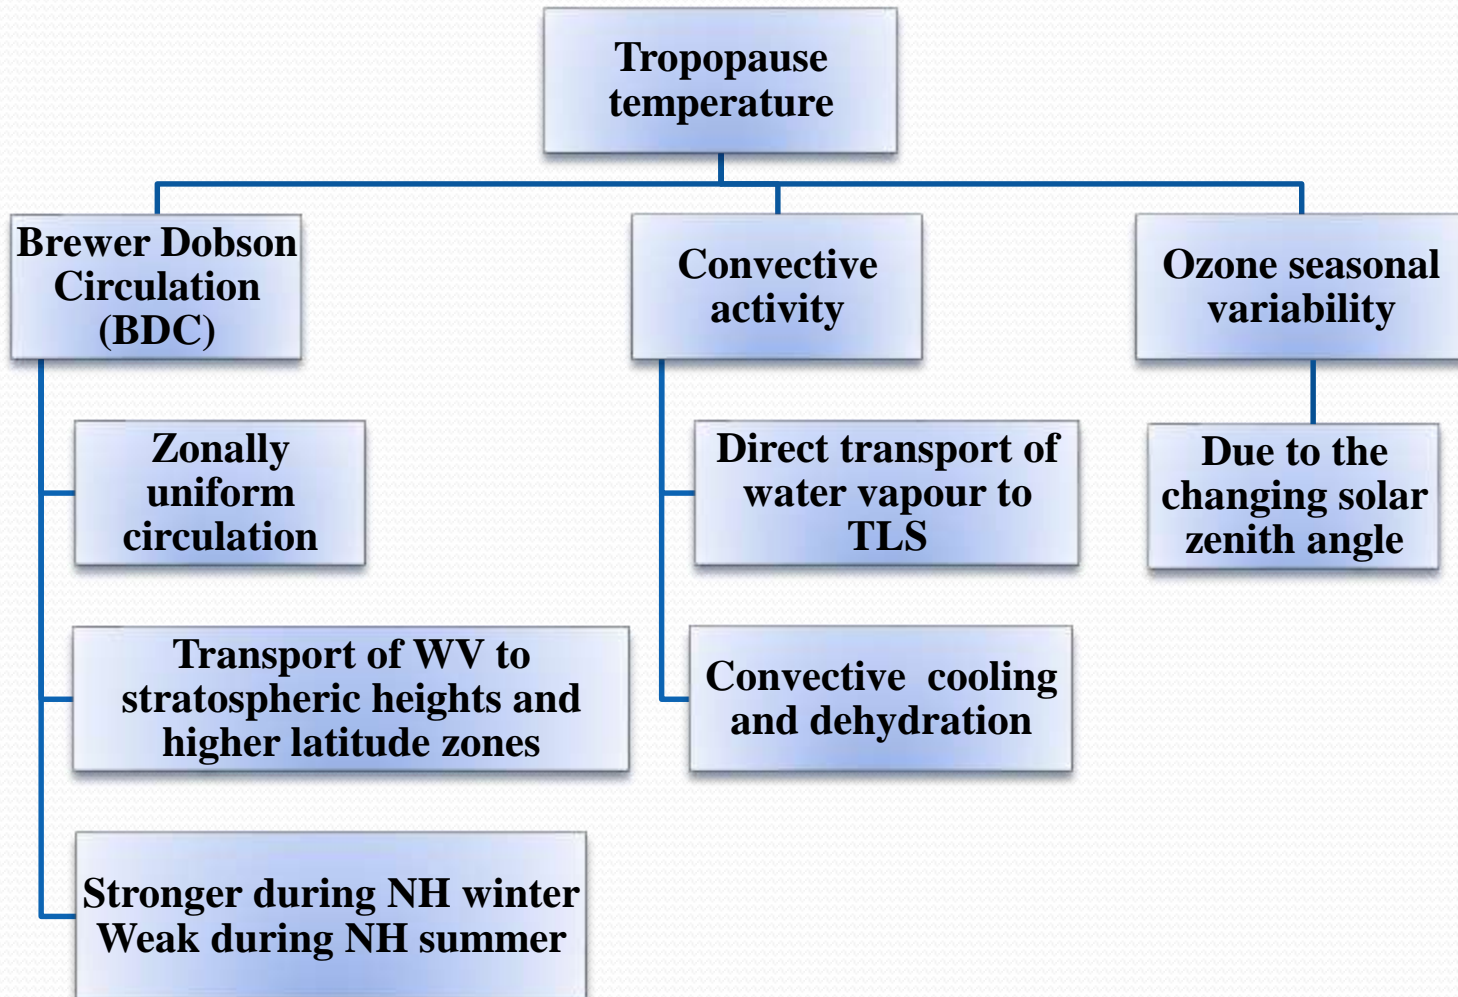 Tropopause
temperature
Brewer Dobson
Circulation
(BDC)
Convective
activity
Ozone seasonal
variability
Zonally
uniform
circulation
Direct transport of
water vapour to
TLS
Due to the
changing solar
zenith angle
Transport of WV to
stratospheric heights and
higher latitude zones
Convective cooling
and dehydration
Stronger during NH winter
Weak during NH summer